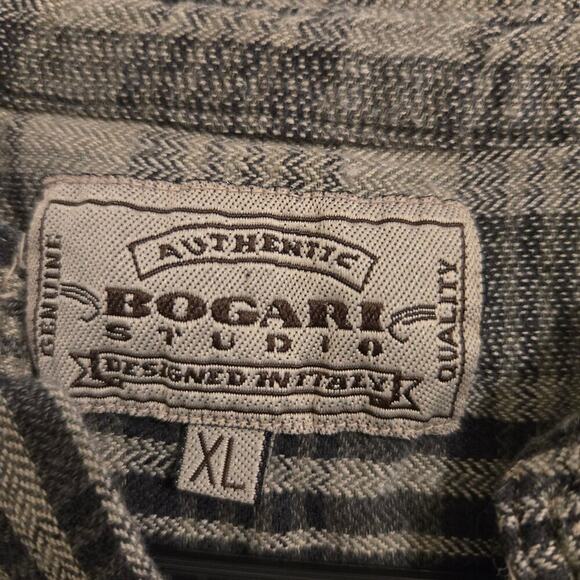 AUTHENTIC
GENUINE
BOGARI
STUDIO
QUALITY
DESIGNED IN ITALY
XL